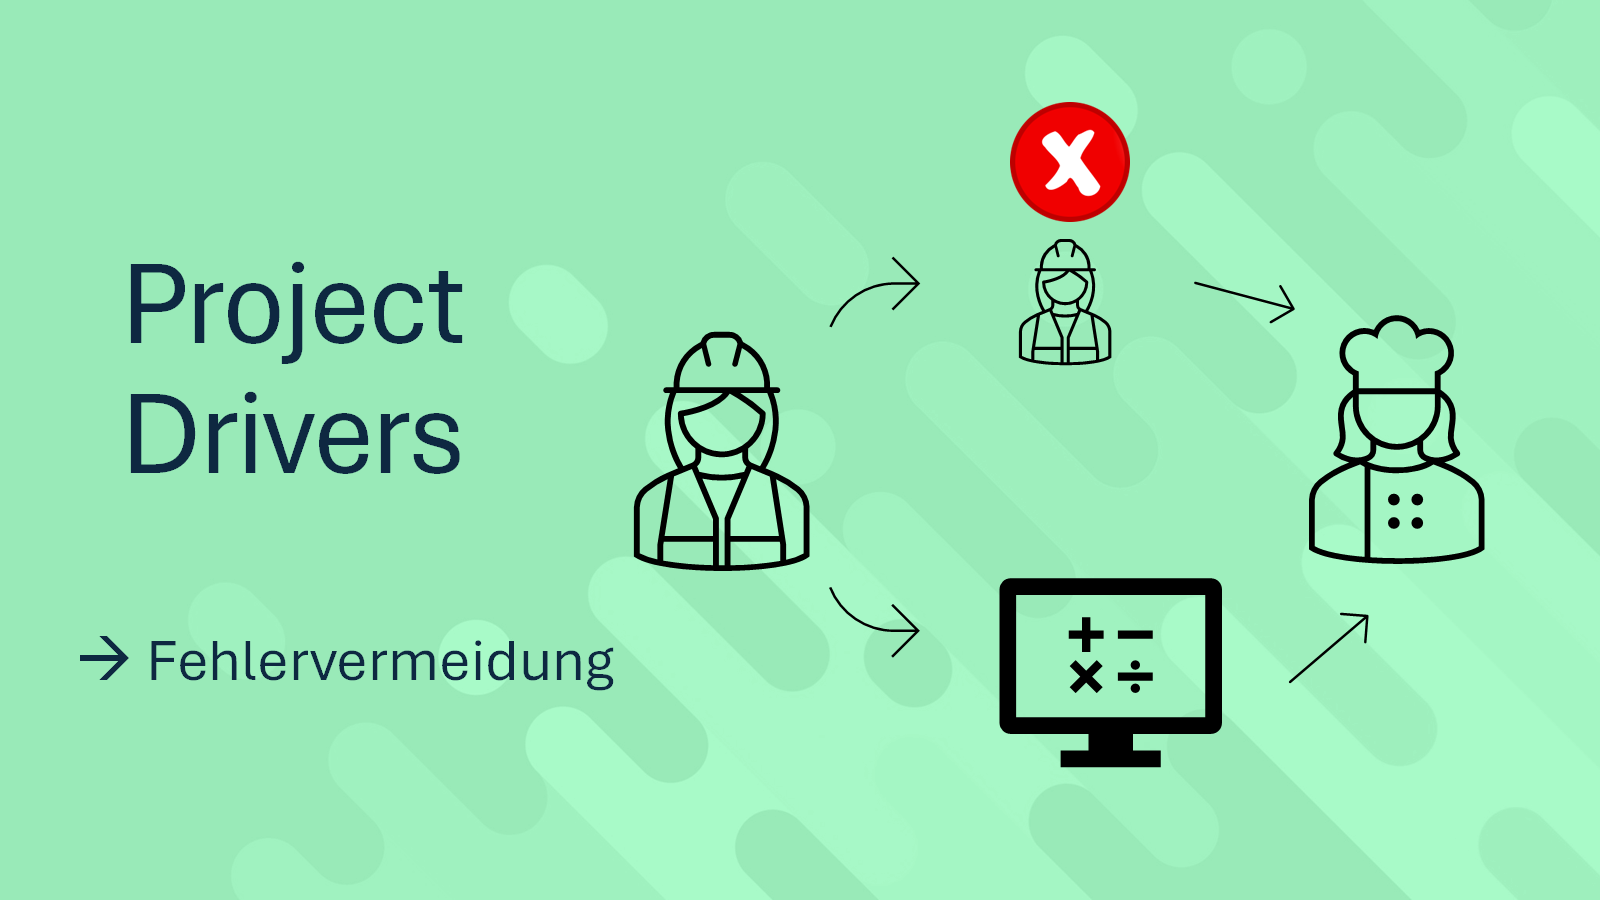 Project
Drivers
→ Fehlervermeidung